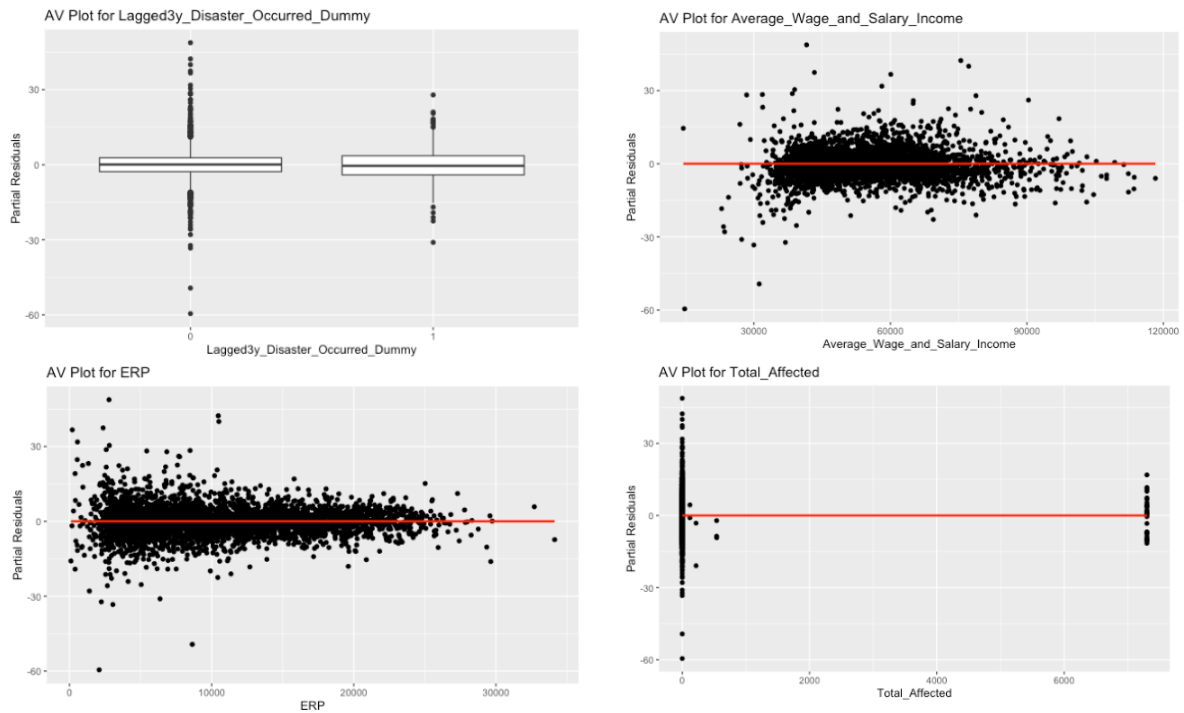 AV Plot for Lagged3y_Disaster_Occurred_Dummy
30
0
-30
-60
Partial Residuals
0
1
Lagged3y_Disaster_Occurred_Dummy
AV Plot for Average_Wage_and_Salary_Income
30
0
-30
-60
Partial Residuals
30000
60000
90000
120000
Average_Wage_and_Salary_Income
AV Plot for ERP
30
0
-30
-60
Partial Residuals
0
10000
20000
30000
ERP
AV Plot for Total_Affected
30
0
-30
-60
Partial Residuals
0
2000
4000
6000
Total_Affected